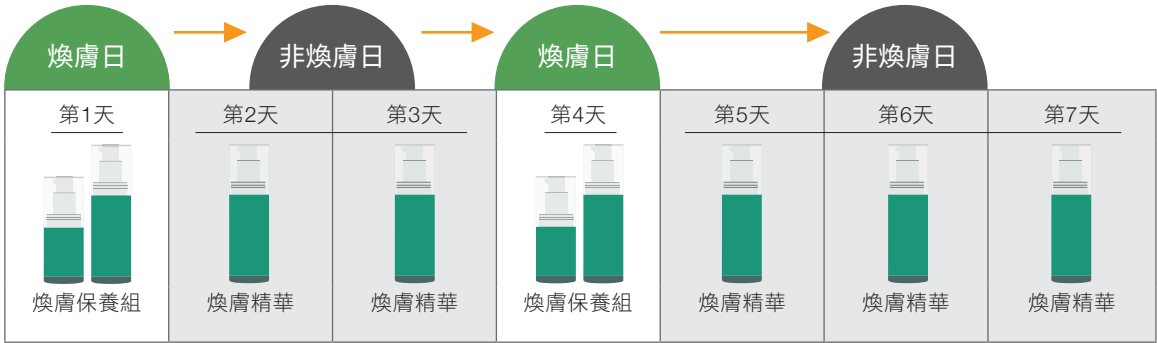 煥膚日
非煥膚日
煥膚日
非煥膚日
第1天
第2天
第3天
第4天
第5天
第6天
第7天
煥膚保養組
煥膚精華
煥膚精華
煥膚保養組
煥膚精華
煥膚精華
煥膚精華